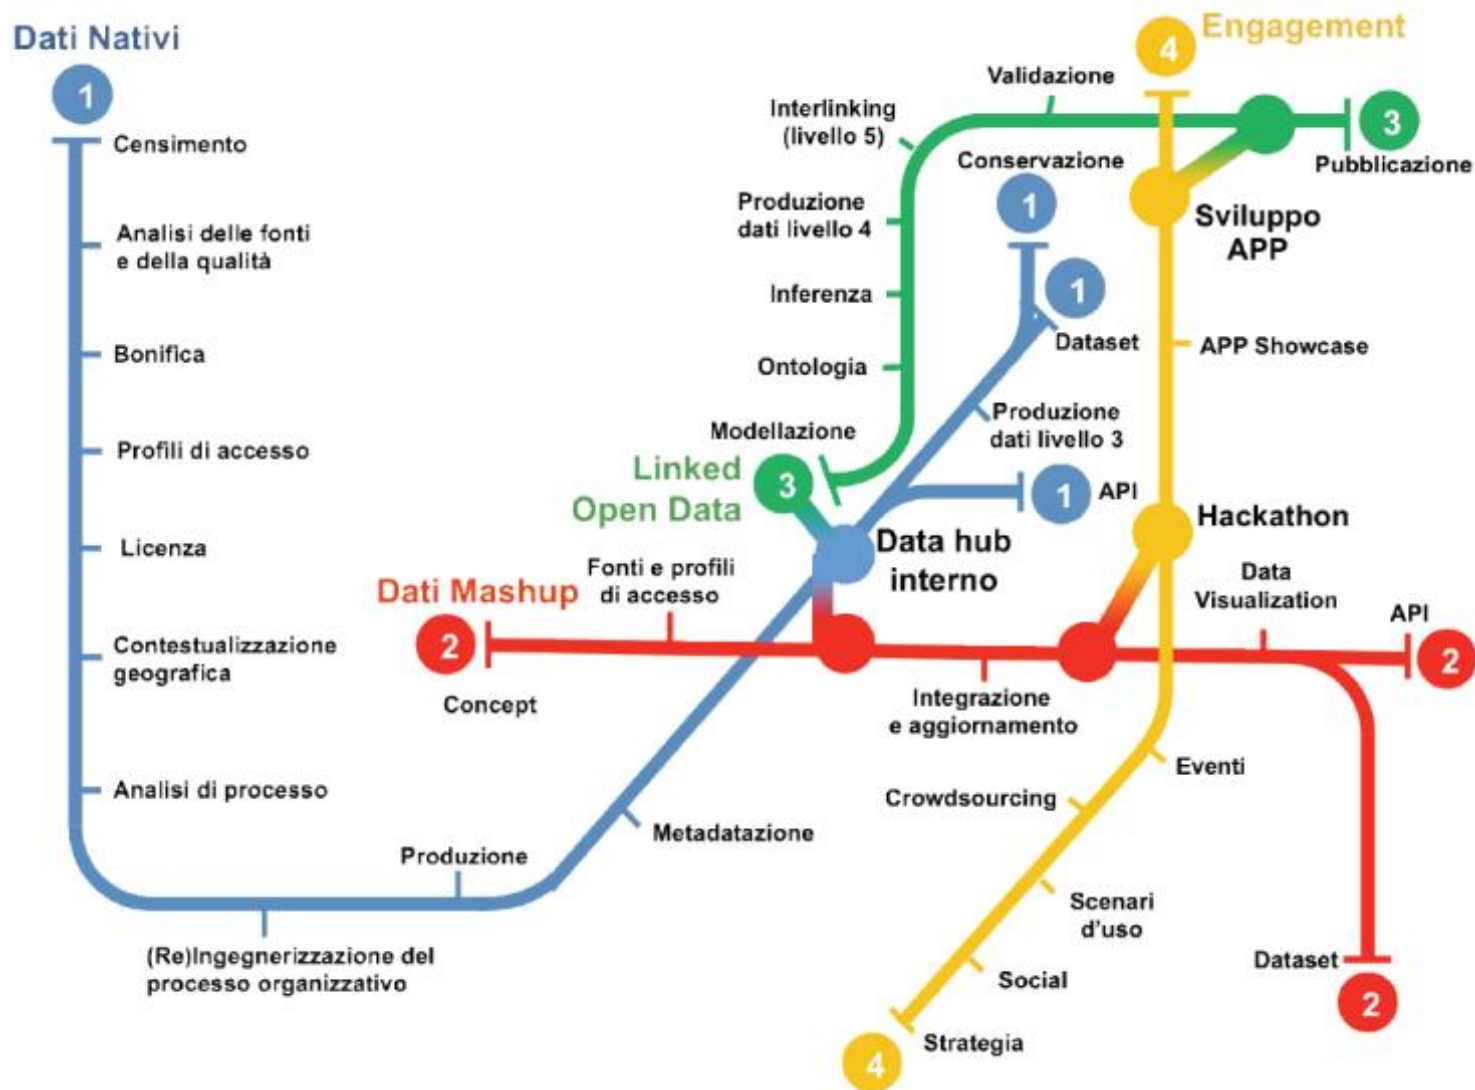 Dati Nativi
1
Censimento
Analisi delle fonti
e della qualità
Bonifica
Profili di accesso
Licenza
Contestualizzazione
geografica
Analisi di processo
(Re)Ingegnerizzazione del
processo organizzativo
Produzione
Metadatazione
Data hub
interno
1
API
Produzione
dati livello 3
1
Dataset
1
Conservazione
Dati Mashup
2
Concept
Fonti e profili
di accesso
Integrazione
e aggiornamento
Data
Visualization
API
2
Dataset
2
Linked
Open Data
3
Modellazione
Ontologia
Inferenza
Produzione
dati livello 4
Interlinking
(livello 5)
Validazione
3
Pubblicazione
Engagement
4
Sviluppo
APP
APP Showcase
Hackathon
Eventi
Crowdsourcing
Scenari
d'uso
Social
Strategia
4